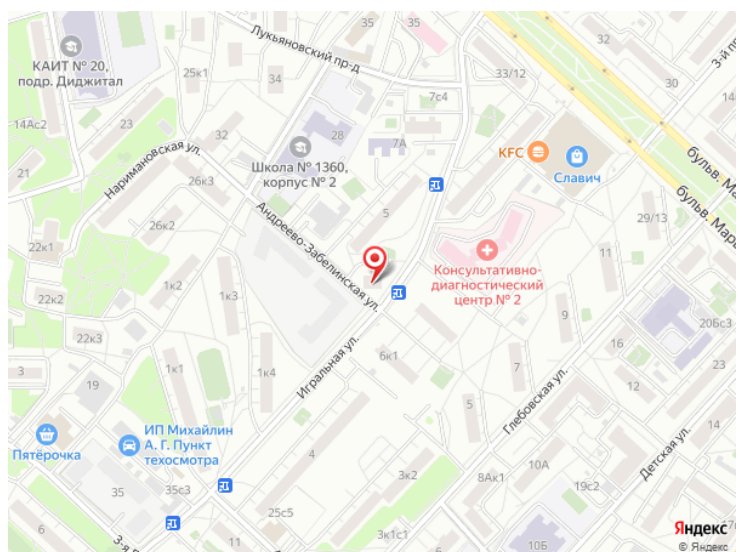 Лукьяновский пр-д
32
32
30
3-й пр
КАИТ № 20,
подр. Диджитал
25к1
34
33/12
7с4
14Ас2
23
32
28
7А
KFC
Славич
21
Школа № 1360,
корпус № 2
Наримановская ул.
26к3
5
бульв. Ма
бульв. Мара
29/13
26к2
Андреево-Забелинская ул.
22к1
11
Консультативно-
диагностический
центр № 2
22к2
1к2
1к3
9
20Бс3
22к3
6к1
Игральная ул.
3
19
1к1
1к4
7
16
12
Глебовская ул.
5
14
ИП Михайлин
А. Г. Пункт
техосмотра
Пятёрочка
4
Детская ул.
3к2
10А
8Ак1
19с2
35
35с3
25с5
6
3-я
11
3к1с1
10Б
Яндекс
© Яндекс